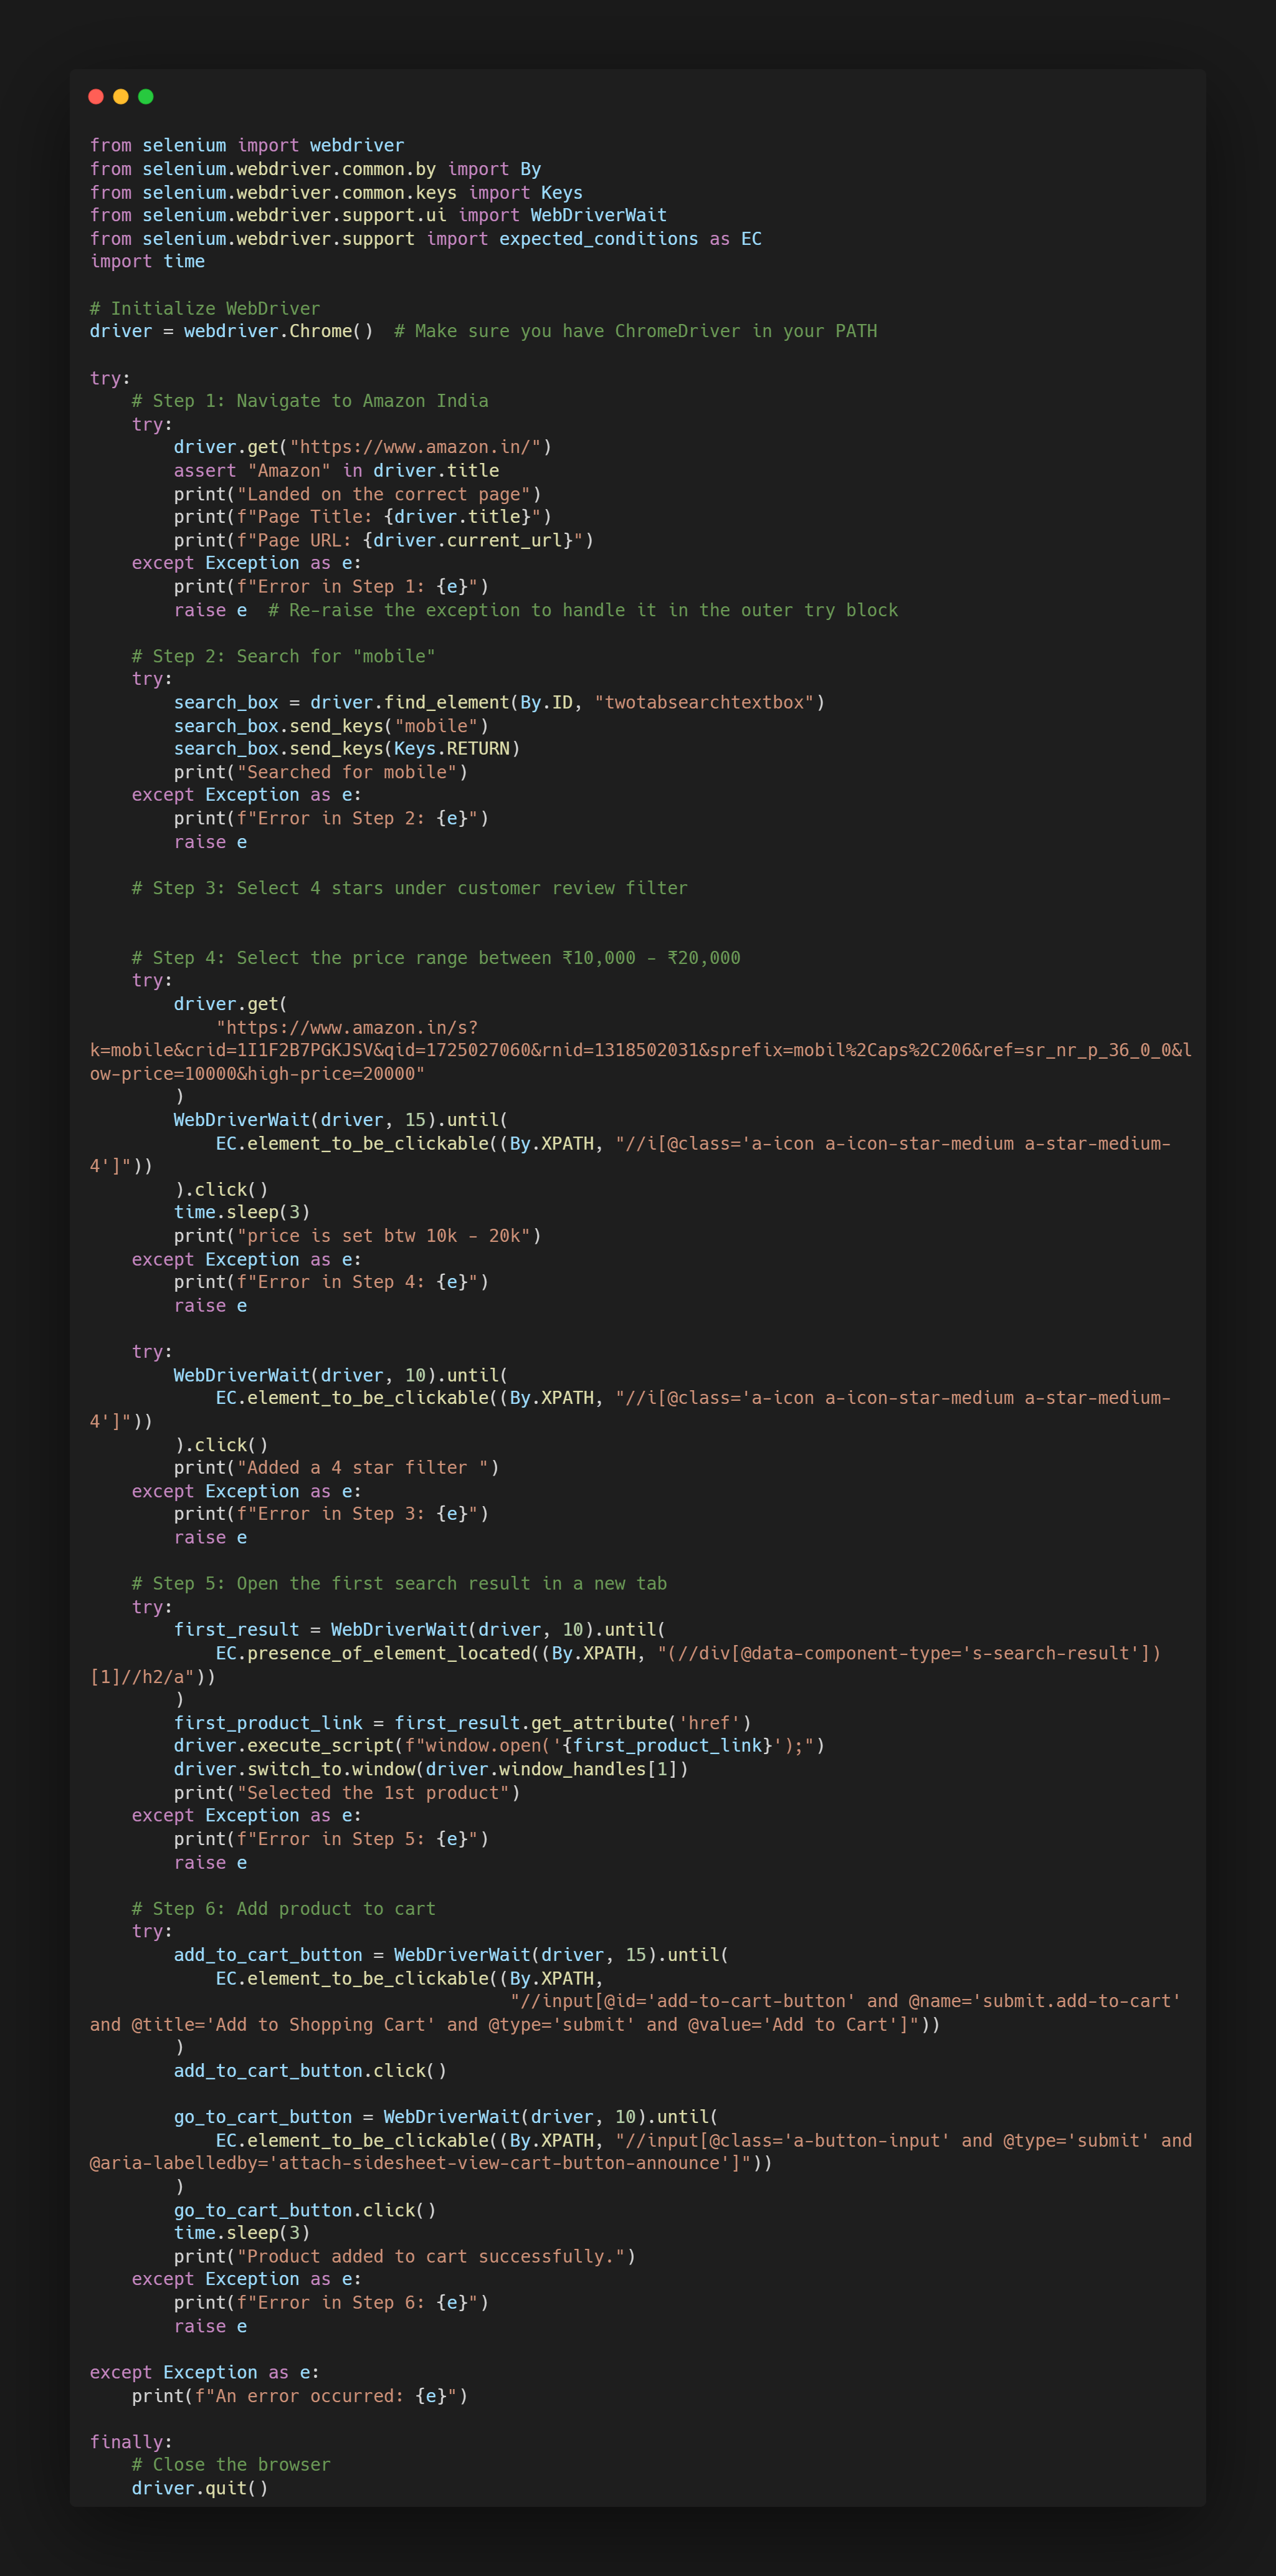 from selenium import webdriver
from selenium.webdriver.common.by import By
from selenium.webdriver.common.keys import Keys
from selenium.webdriver.support.ui import WebDriverWait
from selenium.webdriver.support import expected_conditions as EC
import time

# Initialize WebDriver
driver = webdriver.Chrome()  # Make sure you have ChromeDriver in your PATH

try:
    # Step 1: Navigate to Amazon India
    try:
        driver.get("https://www.amazon.in/")
        assert "Amazon" in driver.title
        print("Landed on the correct page")
        print(f"Page Title: {driver.title}")
        print(f"Page URL: {driver.current_url}")
    except Exception as e:
        print(f"Error in Step 1: {e}")
        raise e  # Re-raise the exception to handle it in the outer try block

    # Step 2: Search for "mobile"
    try:
        search_box = driver.find_element(By.ID, "twotabsearchtextbox")
        search_box.send_keys("mobile")
        search_box.send_keys(Keys.RETURN)
        print("Searched for mobile")
    except Exception as e:
        print(f"Error in Step 2: {e}")
        raise e

    # Step 3: Select 4 stars under customer review filter


    # Step 4: Select the price range between ₹10,000 - ₹20,000
    try:
        driver.get(
            "https://www.amazon.in/s?
k=mobile&crid=1I1F2B7PGKJSV&qid=1725027060&rnid=1318502031&sprefix=mobil%2Caps%2C206&ref=sr_nr_p_36_0_0&l
ow-price=10000&high-price=20000"
        )
        WebDriverWait(driver, 15).until(
            EC.element_to_be_clickable((By.XPATH, "//i[@class='a-icon a-icon-star-medium a-star-medium-
4']"))
        ).click()
        time.sleep(3)
        print("price is set btw 10k - 20k")
    except Exception as e:
        print(f"Error in Step 4: {e}")
        raise e

    try:
        WebDriverWait(driver, 10).until(
            EC.element_to_be_clickable((By.XPATH, "//i[@class='a-icon a-icon-star-medium a-star-medium-
4']"))
        ).click()
        print("Added a 4 star filter ")
    except Exception as e:
        print(f"Error in Step 3: {e}")
        raise e

    # Step 5: Open the first search result in a new tab
    try:
        first_result = WebDriverWait(driver, 10).until(
            EC.presence_of_element_located((By.XPATH, "(//div[@data-component-type='s-search-result'])
[1]//h2/a"))
        )
        first_product_link = first_result.get_attribute('href')
        driver.execute_script(f"window.open('{first_product_link}');")
        driver.switch_to.window(driver.window_handles[1])
        print("Selected the 1st product")
    except Exception as e:
        print(f"Error in Step 5: {e}")
        raise e

    # Step 6: Add product to cart
    try:
        add_to_cart_button = WebDriverWait(driver, 15).until(
            EC.element_to_be_clickable((By.XPATH,
                                        "//input[@id='add-to-cart-button' and @name='submit.add-to-cart'
and @title='Add to Shopping Cart' and @type='submit' and @value='Add to Cart']"))
        )
        add_to_cart_button.click()

        go_to_cart_button = WebDriverWait(driver, 10).until(
            EC.element_to_be_clickable((By.XPATH, "//input[@class='a-button-input' and @type='submit' and
@aria-labelledby='attach-sidesheet-view-cart-button-announce']"))
        )
        go_to_cart_button.click()
        time.sleep(3)
        print("Product added to cart successfully.")
    except Exception as e:
        print(f"Error in Step 6: {e}")
        raise e

except Exception as e:
    print(f"An error occurred: {e}")

finally:
    # Close the browser
    driver.quit()